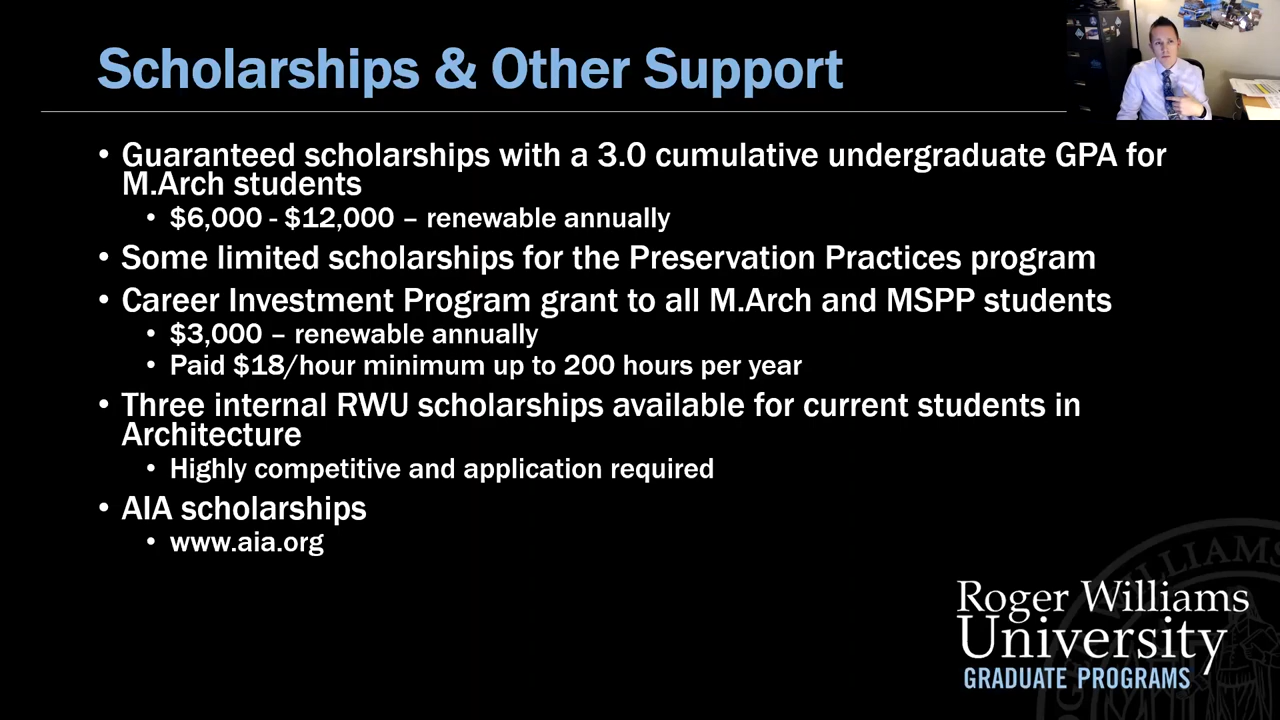 Scholarships & Other Support
• Guaranteed scholarships with a 3.0 cumulative undergraduate GPA for
M.Arch students
• $6,000 - $12,000 – renewable annually
• Some limited scholarships for the Preservation Practices program
• Career Investment Program grant to all M.Arch and MSPP students
• $3,000 – renewable annually
• Paid $18/hour minimum up to 200 hours per year
• Three internal RWU scholarships available for current students in
Architecture
• Highly competitive and application required
• AIA scholarships
• www.aia.org
WILLIAMS
Roger Williams
University
GRADUATE PROGRAMS